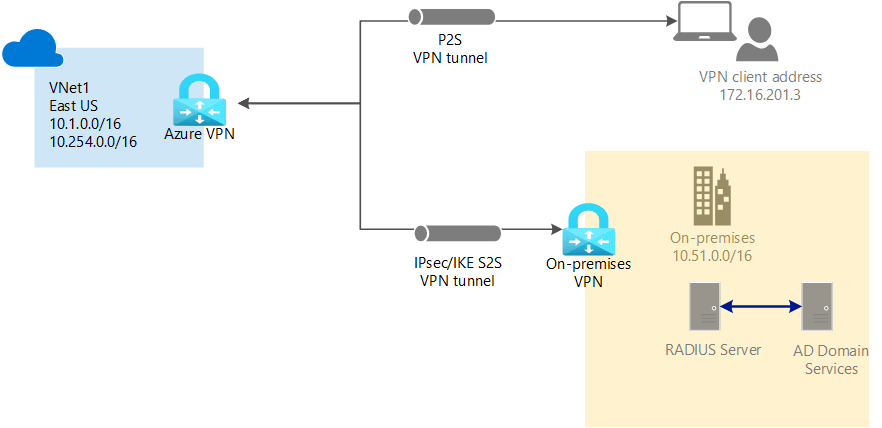 P2S
VPN tunnel
VPN client address
172.16.201.3
VNet1
East US
10.1.0.0/16
10.254.0.0/16
Azure VPN
IPsec/IKE S2S
VPN tunnel
On-premises
VPN
On-premises
10.51.0.0/16
RADIUS Server
AD Domain
Services